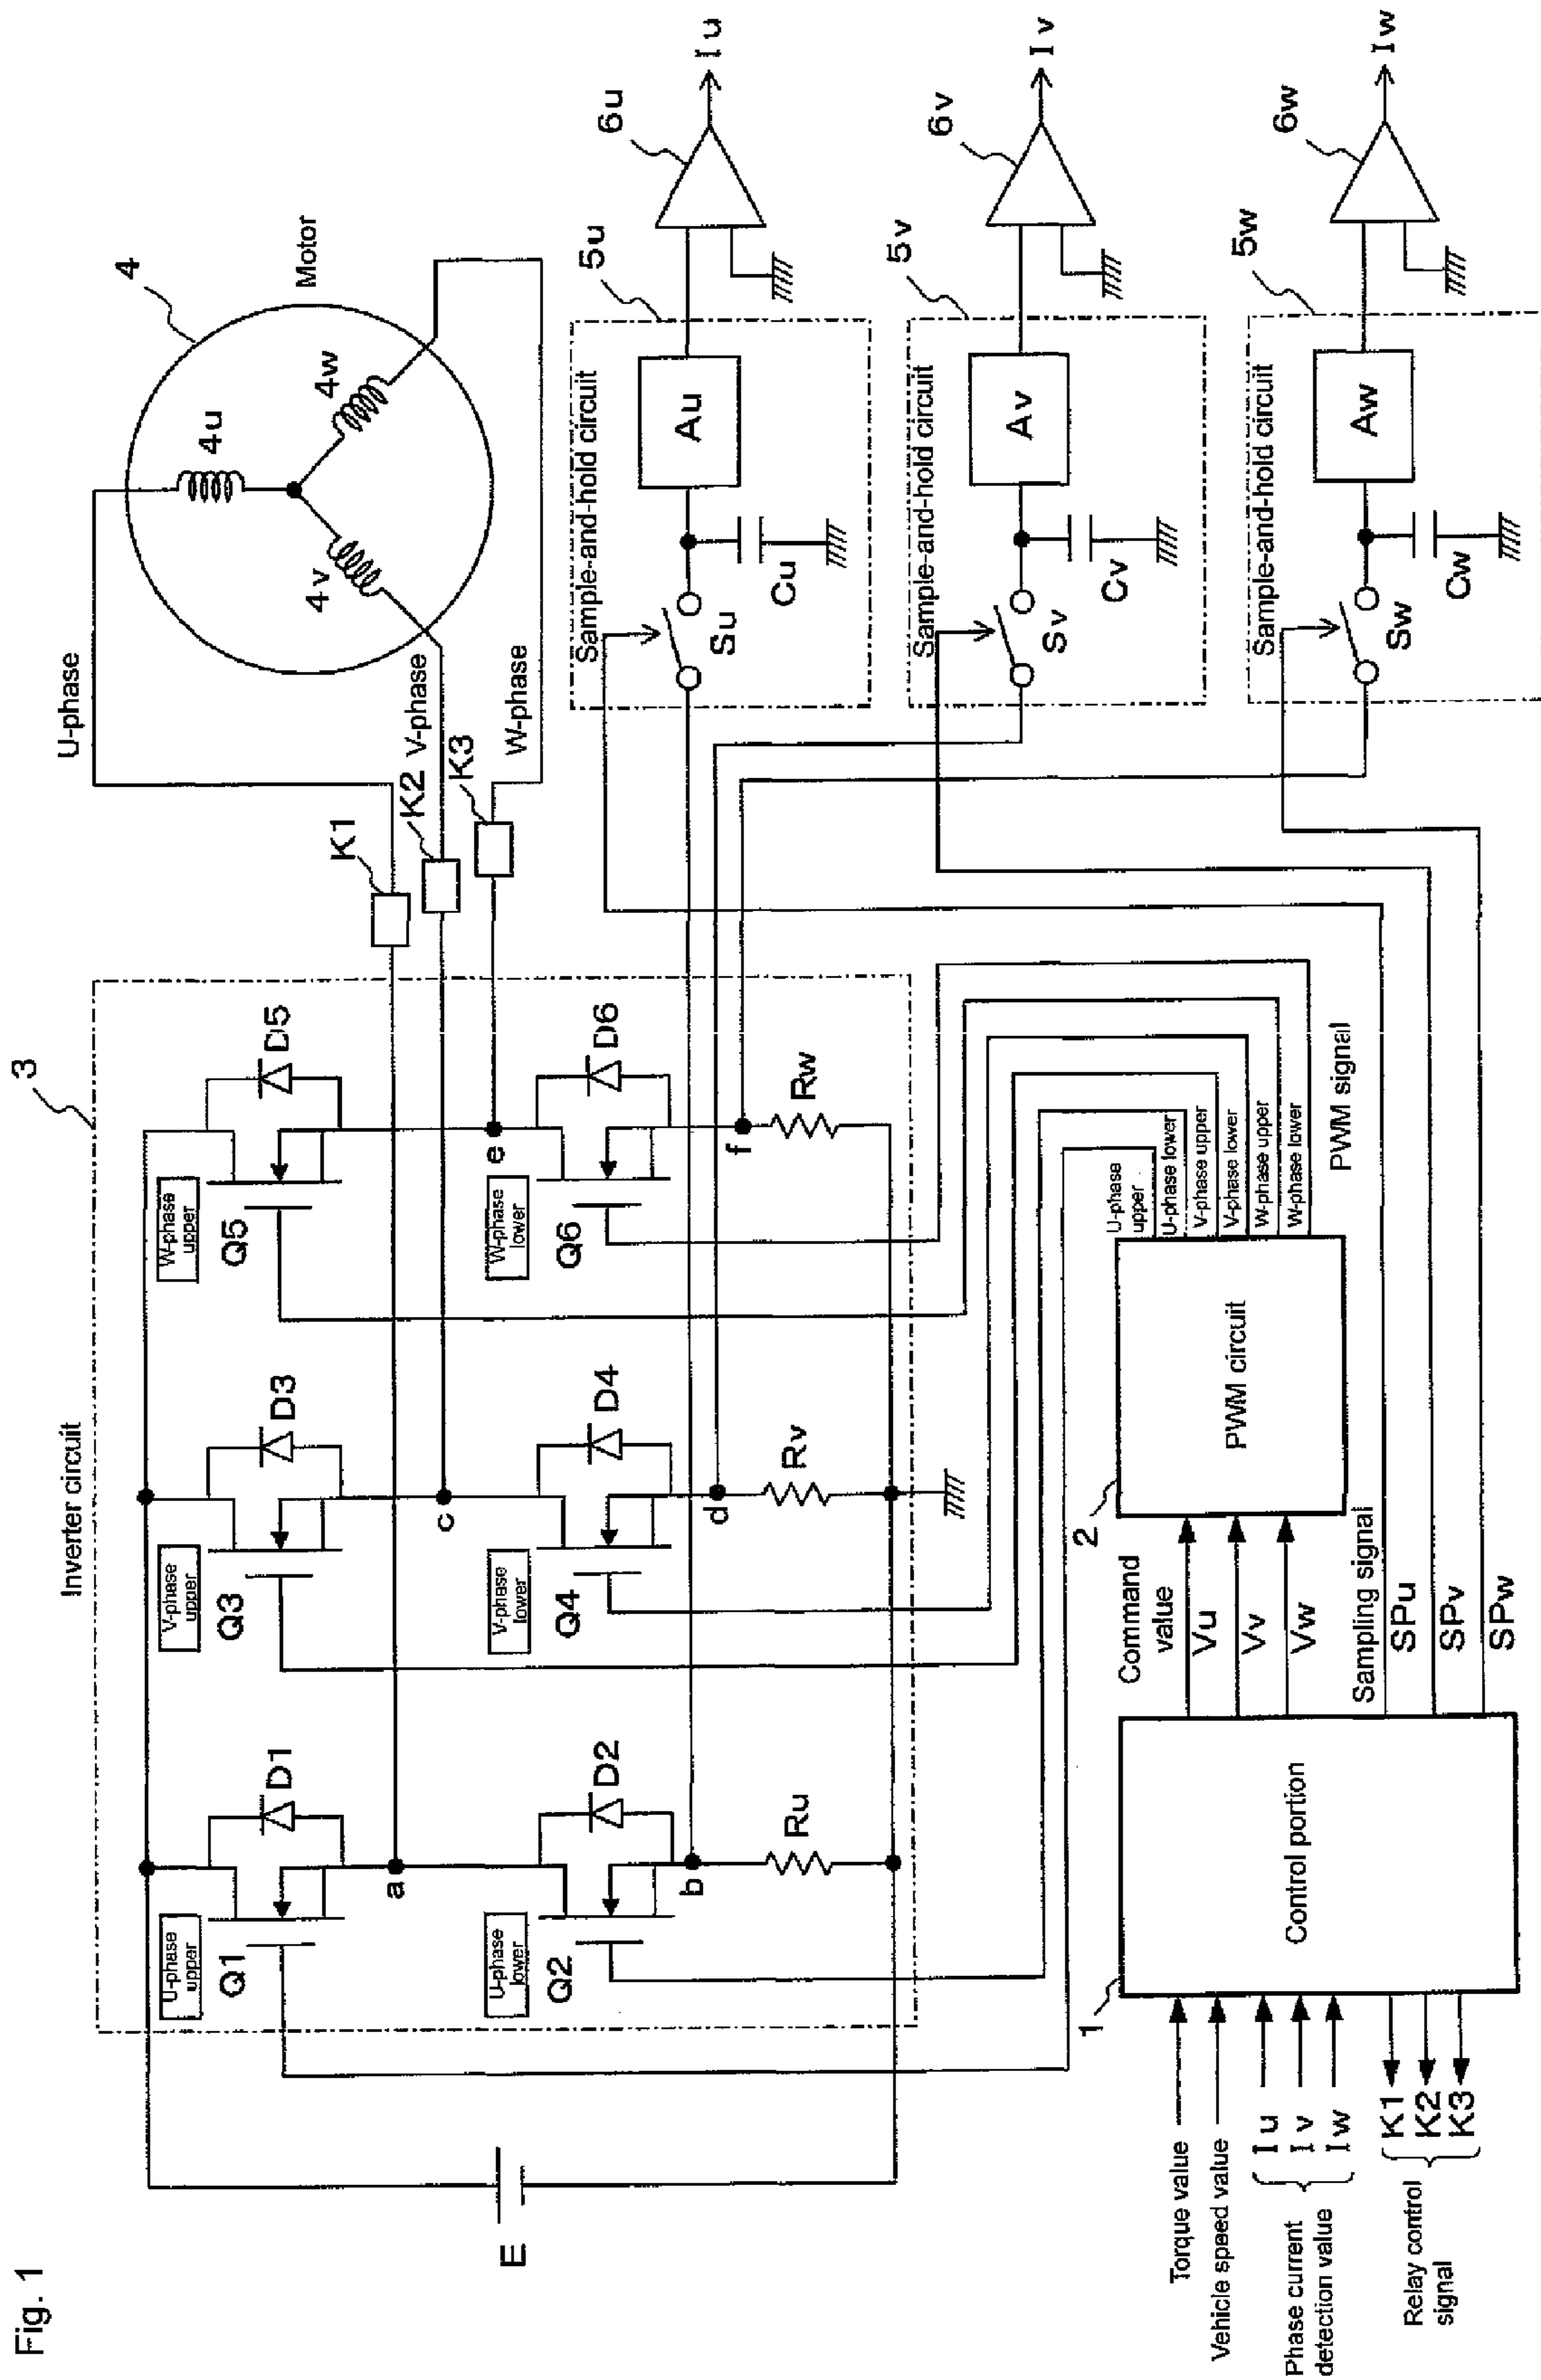 Fig. 1
3
Inverter circuit
U-phase
upper
Q1
D1
V-phase
upper
Q3
D3
W-phase
upper
Q5
D5
a
c
e
U-phase
lower
Q2
D2
V-phase
lower
Q4
D4
W-phase
lower
Q6
D6
b
d
f
Ru
Rv
Rw
E
K1
K2
K3
U-phase
V-phase
W-phase
4
Motor
4u
4v
4w
Sample-and-hold circuit
5u
Su
Cu
Au
6u
Iu
Sample-and-hold circuit
5v
Sv
Cv
Av
6v
Iv
Sample-and-hold circuit
5w
Sw
Cw
Aw
6w
Iw
1
Control portion
Torque value
Vehicle speed value
Phase current
detection value
Iu
Iv
Iw
Relay control
signal
K1
K2
K3
Command
value
Vu
Vv
Vw
2
PWM circuit
U-phase
upper
U-phase lower
V-phase upper
V-phase lower
W-phase upper
W-phase lower
PWM signal
Sampling signal
SPu
SPv
SPw